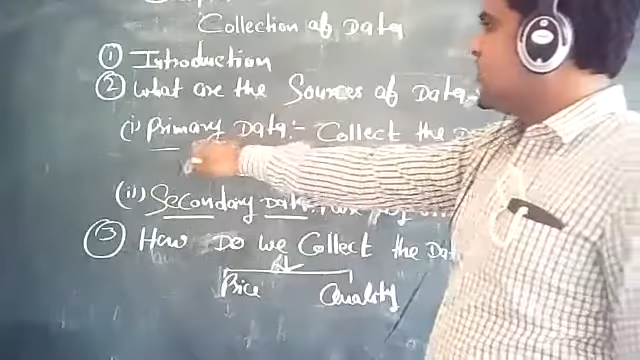 Collection of Data
① Introduction
② What are the Sources of Data
(i) Primary Data:- Collect the
(ii) Secondary Data
③ How Do we Collect the Data
Price Quality